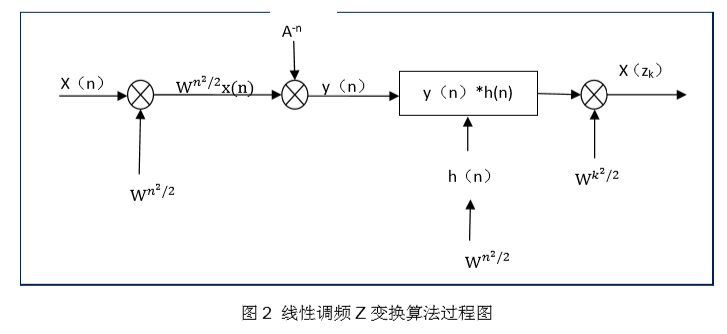 A⁻ⁿ
X（n）
W^{n²/2}x(n)
y（n）
y（n）*h(n)
X（z_k）
W^{n²/2}
h（n）
W^{k²/2}
W^{n²/2}
图2 线性调频Z变换算法过程图